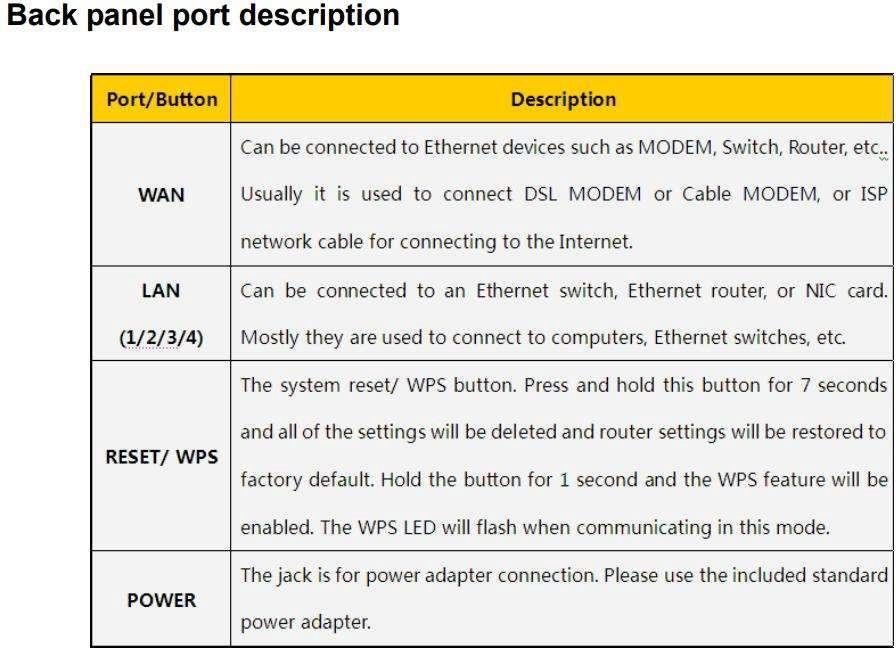 Back panel port description
Port/Button Description
WAN
Can be connected to Ethernet devices such as MODEM, Switch, Router, etc..
Usually it is used to connect DSL MODEM or Cable MODEM, or ISP
network cable for connecting to the Internet.
LAN
(1/2/3/4)
Can be connected to an Ethernet switch, Ethernet router, or NIC card.
Mostly they are used to connect to computers, Ethernet switches, etc.
RESET/ WPS
The system reset/ WPS button. Press and hold this button for 7 seconds
and all of the settings will be deleted and router settings will be restored to
factory default. Hold the button for 1 second and the WPS feature will be
enabled. The WPS LED will flash when communicating in this mode.
POWER
The jack is for power adapter connection. Please use the included standard
power adapter.